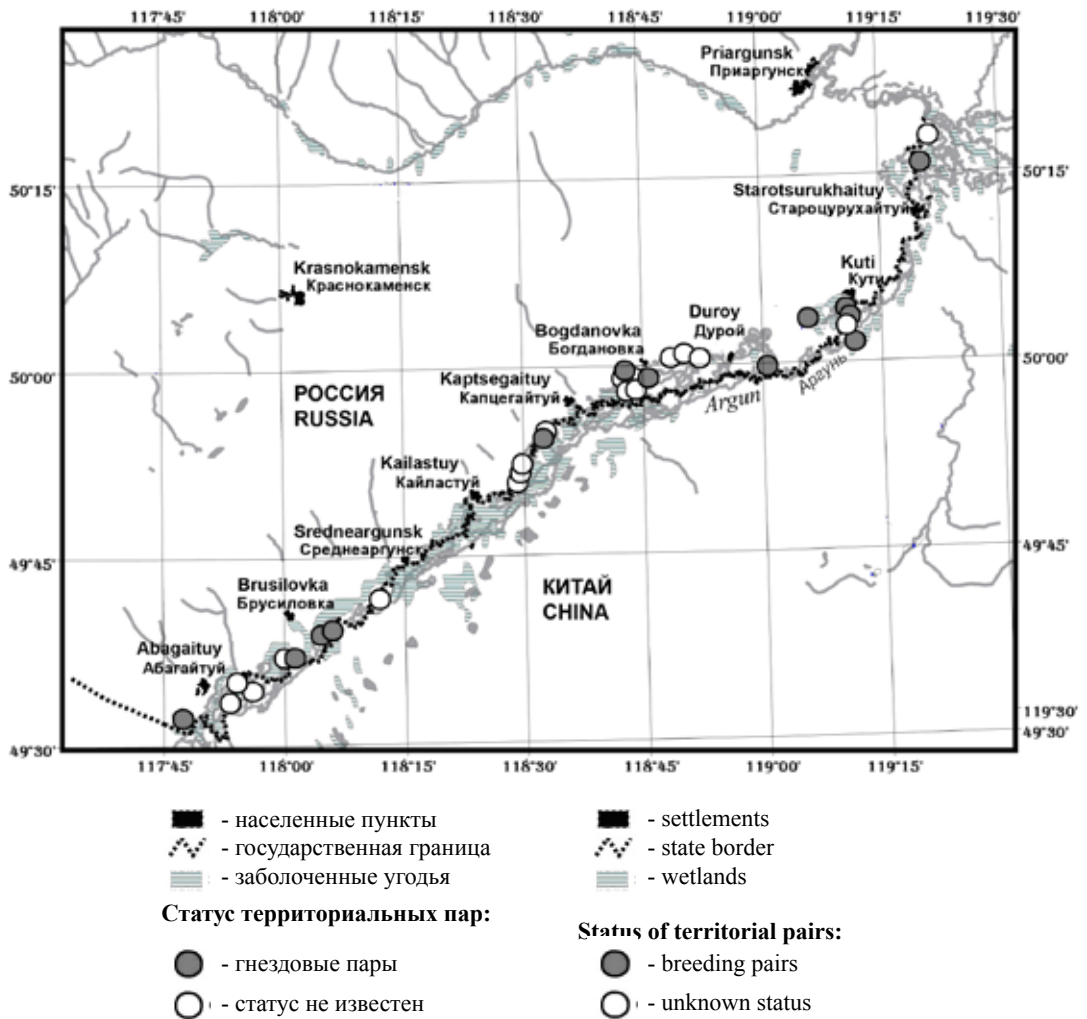 117°45' 118°00' 118°15' 118°30' 118°45' 119°00' 119°15' 119°30'
Priargunsk
Приаргунск
50°15' 50°15'
Starotsurukhaituy
Староцурухайтуй
Krasnokamensk
Краснокаменск
Kuti
Кути
Duroy
Дурой
Bogdanovka
Богдановка
50°00' 50°00'
Аргунь
Argun
Kaptsegaituy
Капцегайтуй
РОССИЯ
RUSSIA
Kailastuy
Кайластуй
Sredneargunsk
Среднеаргунск
49°45' 49°45'
КИТАЙ
CHINA
Brusilovka
Брусиловка
Abagaituy
Абагайтуй
119°30'
49°30' 49°30'
117°45' 118°00' 118°15' 118°30' 118°45' 119°00' 119°15'
- населенные пункты
- государственная граница
- заболоченные угодья
Статус территориальных пар:
- гнездовые пары
- статус не известен
- settlements
- state border
- wetlands
Status of territorial pairs:
- breeding pairs
- unknown status